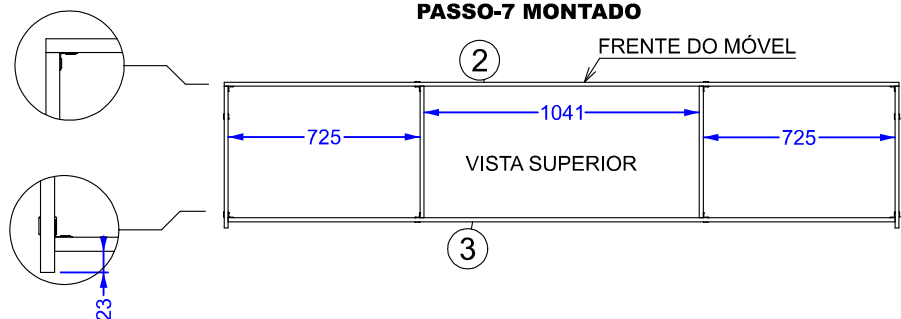 PASSO-7 MONTADO
2
FRENTE DO MÓVEL
725
1041
725
VISTA SUPERIOR
3
23